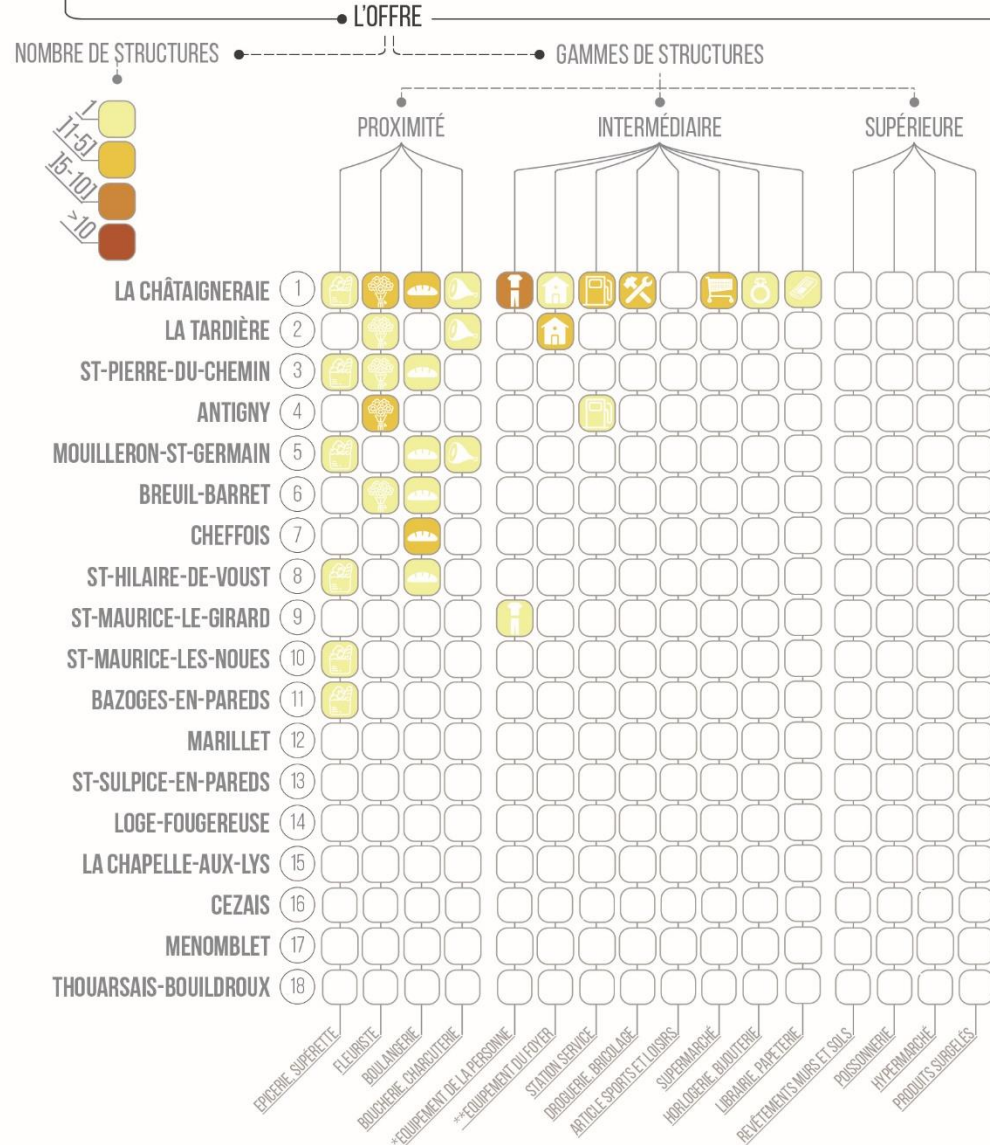 L'OFFRE
NOMBRE DE STRUCTURES
GAMMES DE STRUCTURES
1
]1-5]
]5-10]
>10
PROXIMITÉ
INTERMÉDIAIRE
SUPÉRIEURE
LA CHÂTAIGNERAIE 1
LA TARDIÈRE 2
ST-PIERRE-DU-CHEMIN 3
ANTIGNY 4
MOUILLERON-ST-GERMAIN 5
BREUIL-BARRET 6
CHEFFOIS 7
ST-HILAIRE-DE-VOUST 8
ST-MAURICE-LE-GIRARD 9
ST-MAURICE-LES-NOUES 10
BAZOGES-EN-PAREDS 11
MARILLET 12
ST-SULPICE-EN-PAREDS 13
LOGE-FOUGEREUSE 14
LA CHAPELLE-AUX-LYS 15
CEZAIS 16
MENOMBLET 17
THOUARSAIS-BOUILDROUX 18
EPICERIE, SUPÉRETTE
FLEURISTE
BOULANGERIE
BOUCHERIE, CHARCUTERIE
*EQUIPEMENT DE LA PERSONNE
**EQUIPEMENT DU FOYER
STATION SERVICE
DROGUERIE, BRICOLAGE
ARTICLE SPORTS ET LOISIRS
SUPERMARCHÉ
HORLOGERIE, BIJOUTERIE
LIBRAIRIE, PAPETERIE
REVÊTEMENTS MURS ET SOLS
POISSONNERIE
HYPERMARCHÉ
PRODUITS SURGELÉS